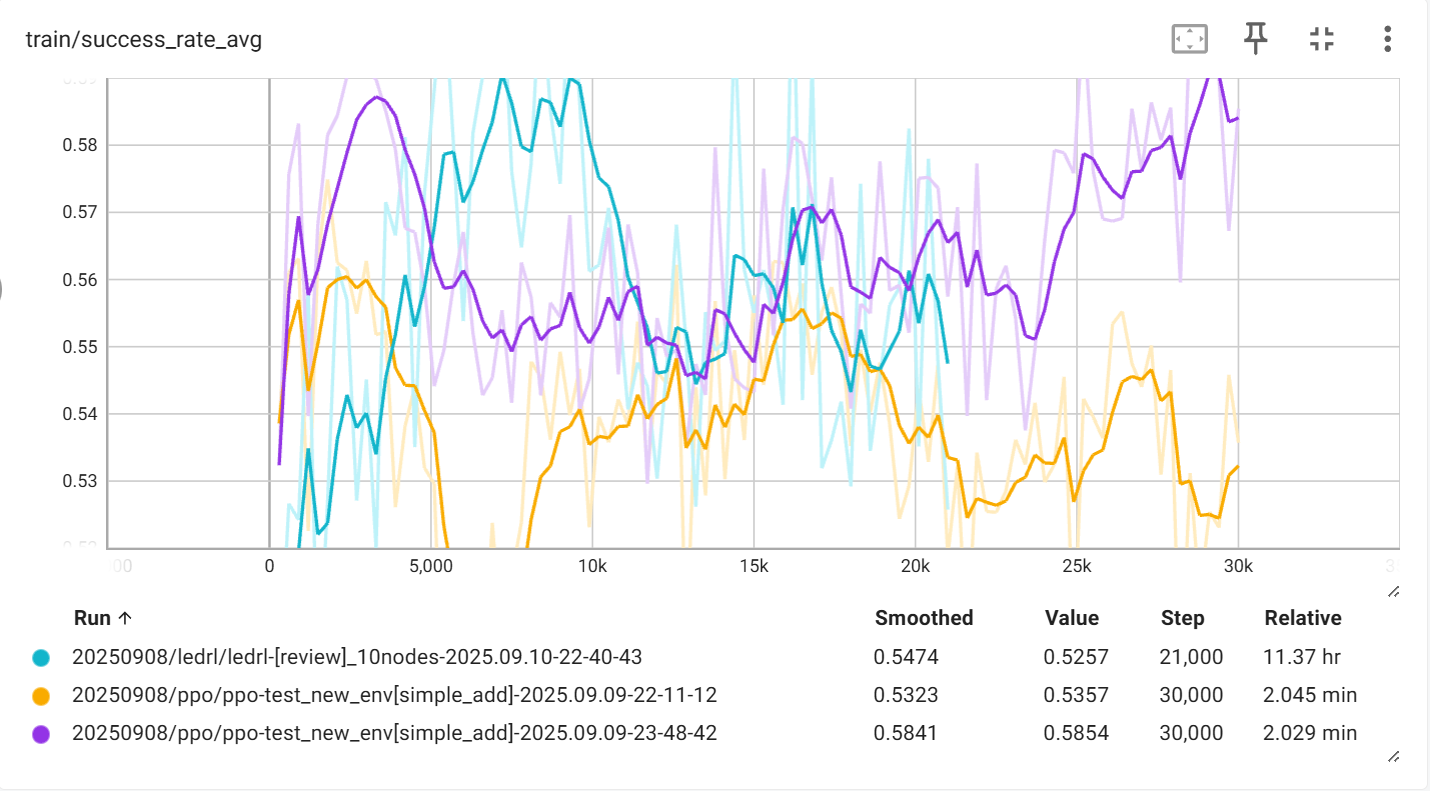 train/success_rate_avg
0.58
0.57
0.56
0.55
0.54
0.53
0 5,000 10k 15k 20k 25k 30k
Run ↑ Smoothed Value Step Relative
20250908/ledrl/ledrl-[review]_10nodes-2025.09.10-22-40-43 0.5474 0.5257 21,000 11.37 hr
20250908/ppo/ppo-test_new_env[simple_add]-2025.09.09-22-11-12 0.5323 0.5357 30,000 2.045 min
20250908/ppo/ppo-test_new_env[simple_add]-2025.09.09-23-48-42 0.5841 0.5854 30,000 2.029 min